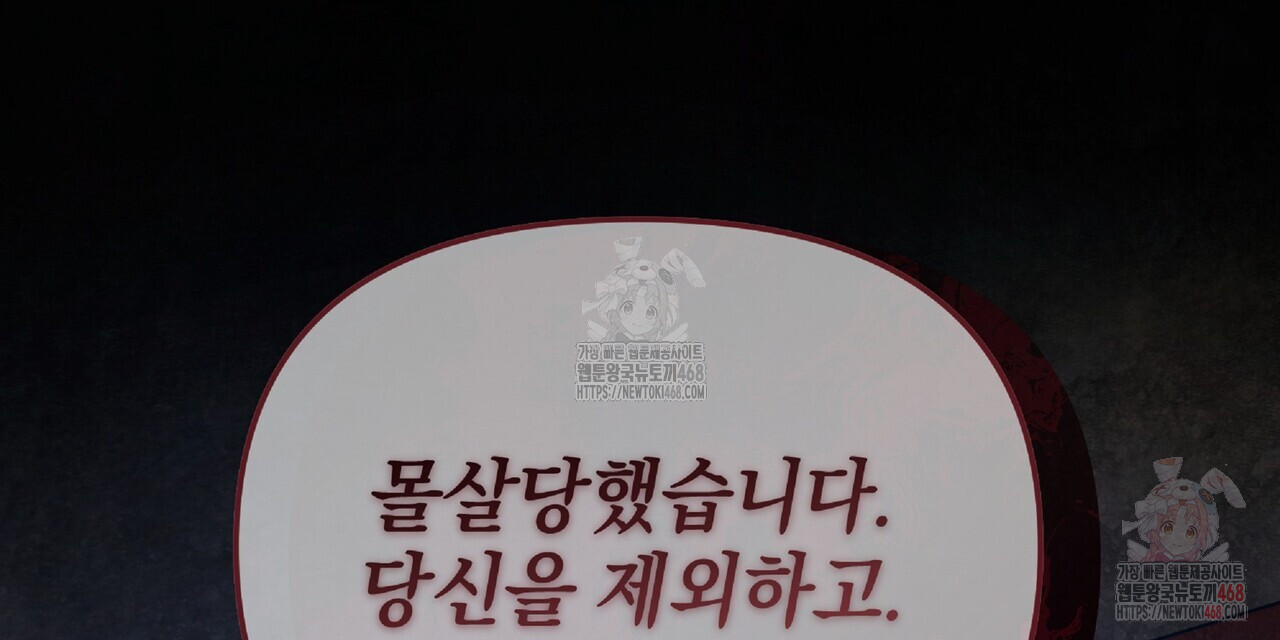 가장 빠른 웹툰제공사이트
웹툰왕국뉴토끼468
HTTPS://NEWTOKI468.COM
몰살당했습니다.
당신을 제외하고.
가장 빠른 웹툰제공사이트
웹툰왕국뉴토끼468
HTTPS://NEWTOKI468.COM